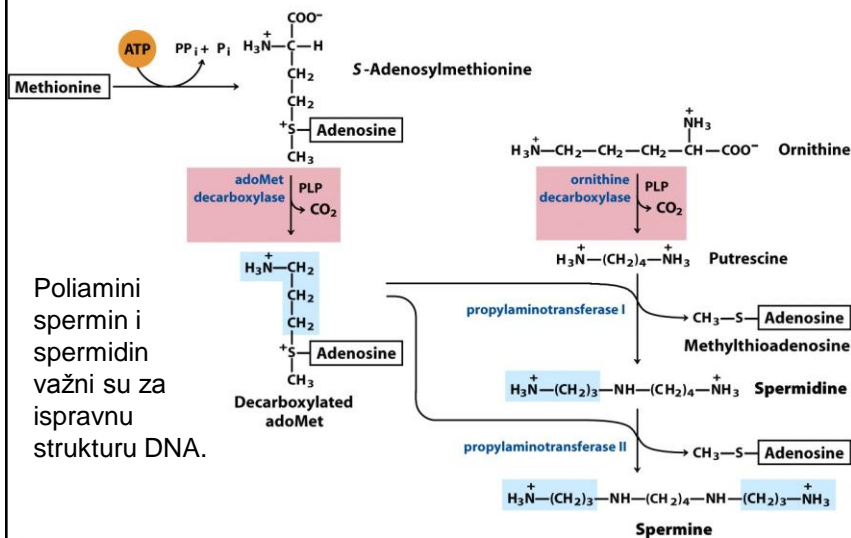 COO⁻
H₃N⁺—C—H
CH₂
CH₂
⁺S—Adenosine
CH₃
ATP
PPᵢ + Pᵢ
Methionine
S-Adenosylmethionine
adoMet
decarboxylase
PLP
CO₂
H₃N⁺—CH₂
CH₂
CH₂
⁺S—Adenosine
CH₃
Decarboxylated
adoMet
Poliamini
spermin i
spermidin
važni su za
ispravnu
strukturu DNA.
⁺NH₃
H₃N⁺—CH₂—CH₂—CH₂—CH—COO⁻
Ornithine
ornithine
decarboxylase
PLP
CO₂
H₃N⁺—(CH₂)₄—⁺NH₃
Putrescine
propylaminotransferase I
CH₃—S—Adenosine
Methylthioadenosine
H₃N⁺—(CH₂)₃—NH—(CH₂)₄—⁺NH₃
Spermidine
propylaminotransferase II
CH₃—S—Adenosine
H₃N⁺—(CH₂)₃—NH—(CH₂)₄—NH—(CH₂)₃—⁺NH₃
Spermine